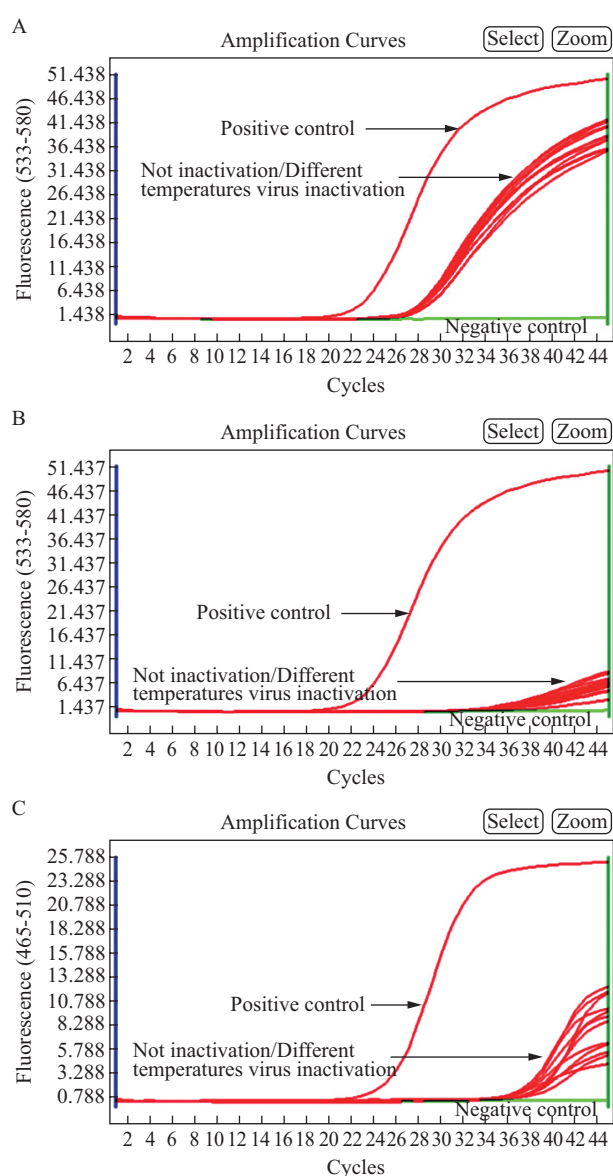 A
Amplification Curves Select Zoom
51.438
46.438
41.438
36.438
31.438
26.438
21.438
16.438
11.438
6.438
1.438
Fluorescence (533-580)
Positive control
Not inactivation/Different
temperatures virus inactivation
Negative control
2 4 6 8 10 12 14 16 18 20 22 24 26 28 30 32 34 36 38 40 42 44
Cycles
B
Amplification Curves Select Zoom
51.437
46.437
41.437
36.437
31.437
26.437
21.437
16.437
11.437
6.437
1.437
Fluorescence (533-580)
Positive control
Not inactivation/Different
temperatures virus inactivation
Negative control
2 4 6 8 10 12 14 16 18 20 22 24 26 28 30 32 34 36 38 40 42 44
Cycles
C
Amplification Curves Select Zoom
25.788
23.288
20.788
18.288
15.788
13.288
10.788
8.288
5.788
3.288
0.788
Fluorescence (465-510)
Positive control
Not inactivation/Different
temperatures virus inactivation
Negative control
2 4 6 8 10 12 14 16 18 20 22 24 26 28 30 32 34 36 38 40 42 44
Cycles